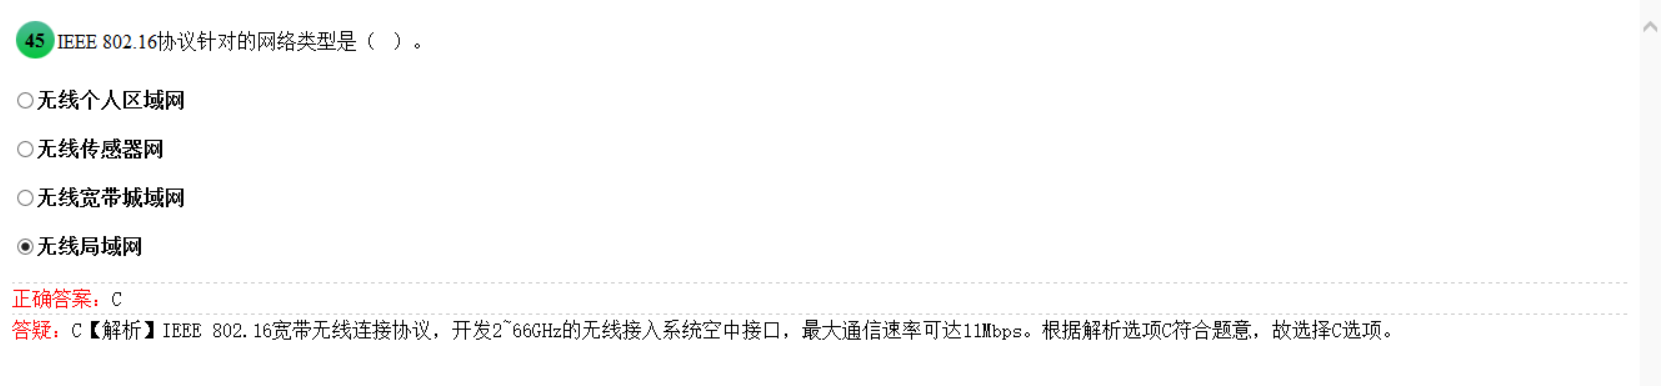 45 IEEE 802.16协议针对的网络类型是（ ）。
无线个人区域网
无线传感器网
无线宽带城域网
无线局域网
正确答案：C
答疑：C【解析】IEEE 802.16宽带无线连接协议，开发2~66GHz的无线接入系统空中接口，最大通信速率可达11Mbps。根据解析选项C符合题意，故选择C选项。